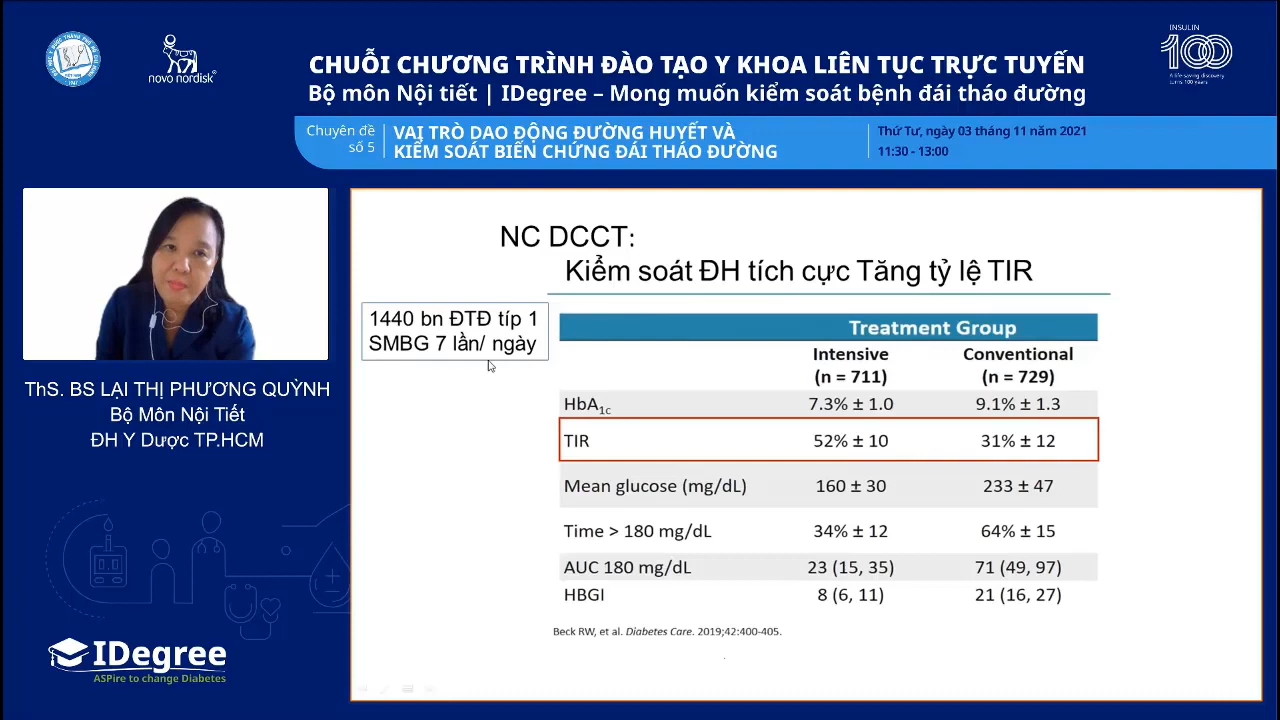 novo nordisk
CHUỖI CHƯƠNG TRÌNH ĐÀO TẠO Y KHOA LIÊN TỤC TRỰC TUYẾN
Bộ môn Nội tiết | IDegree – Mong muốn kiểm soát bệnh đái tháo đường
INSULIN
100
A life saving discovery
turns 100 years
Chuyên đề
số 5
VAI TRÒ DAO ĐỘNG ĐƯỜNG HUYẾT VÀ
KIỂM SOÁT BIẾN CHỨNG ĐÁI THÁO ĐƯỜNG
Thứ Tư, ngày 03 tháng 11 năm 2021
11:30 - 13:00
ThS. BS LẠI THỊ PHƯƠNG QUỲNH
Bộ Môn Nội Tiết
ĐH Y Dược TP.HCM
IDegree
ASPire to change Diabetes
NC DCCT:
Kiểm soát ĐH tích cực Tăng tỷ lệ TIR
1440 bn ĐTĐ típ 1
SMBG 7 lần/ ngày
Treatment Group
Intensive Conventional
(n = 711) (n = 729)
HbA1c 7.3% ± 1.0 9.1% ± 1.3
TIR 52% ± 10 31% ± 12
Mean glucose (mg/dL) 160 ± 30 233 ± 47
Time > 180 mg/dL 34% ± 12 64% ± 15
AUC 180 mg/dL 23 (15, 35) 71 (49, 97)
HBGI 8 (6, 11) 21 (16, 27)
Beck RW, et al. Diabetes Care. 2019;42:400-405.